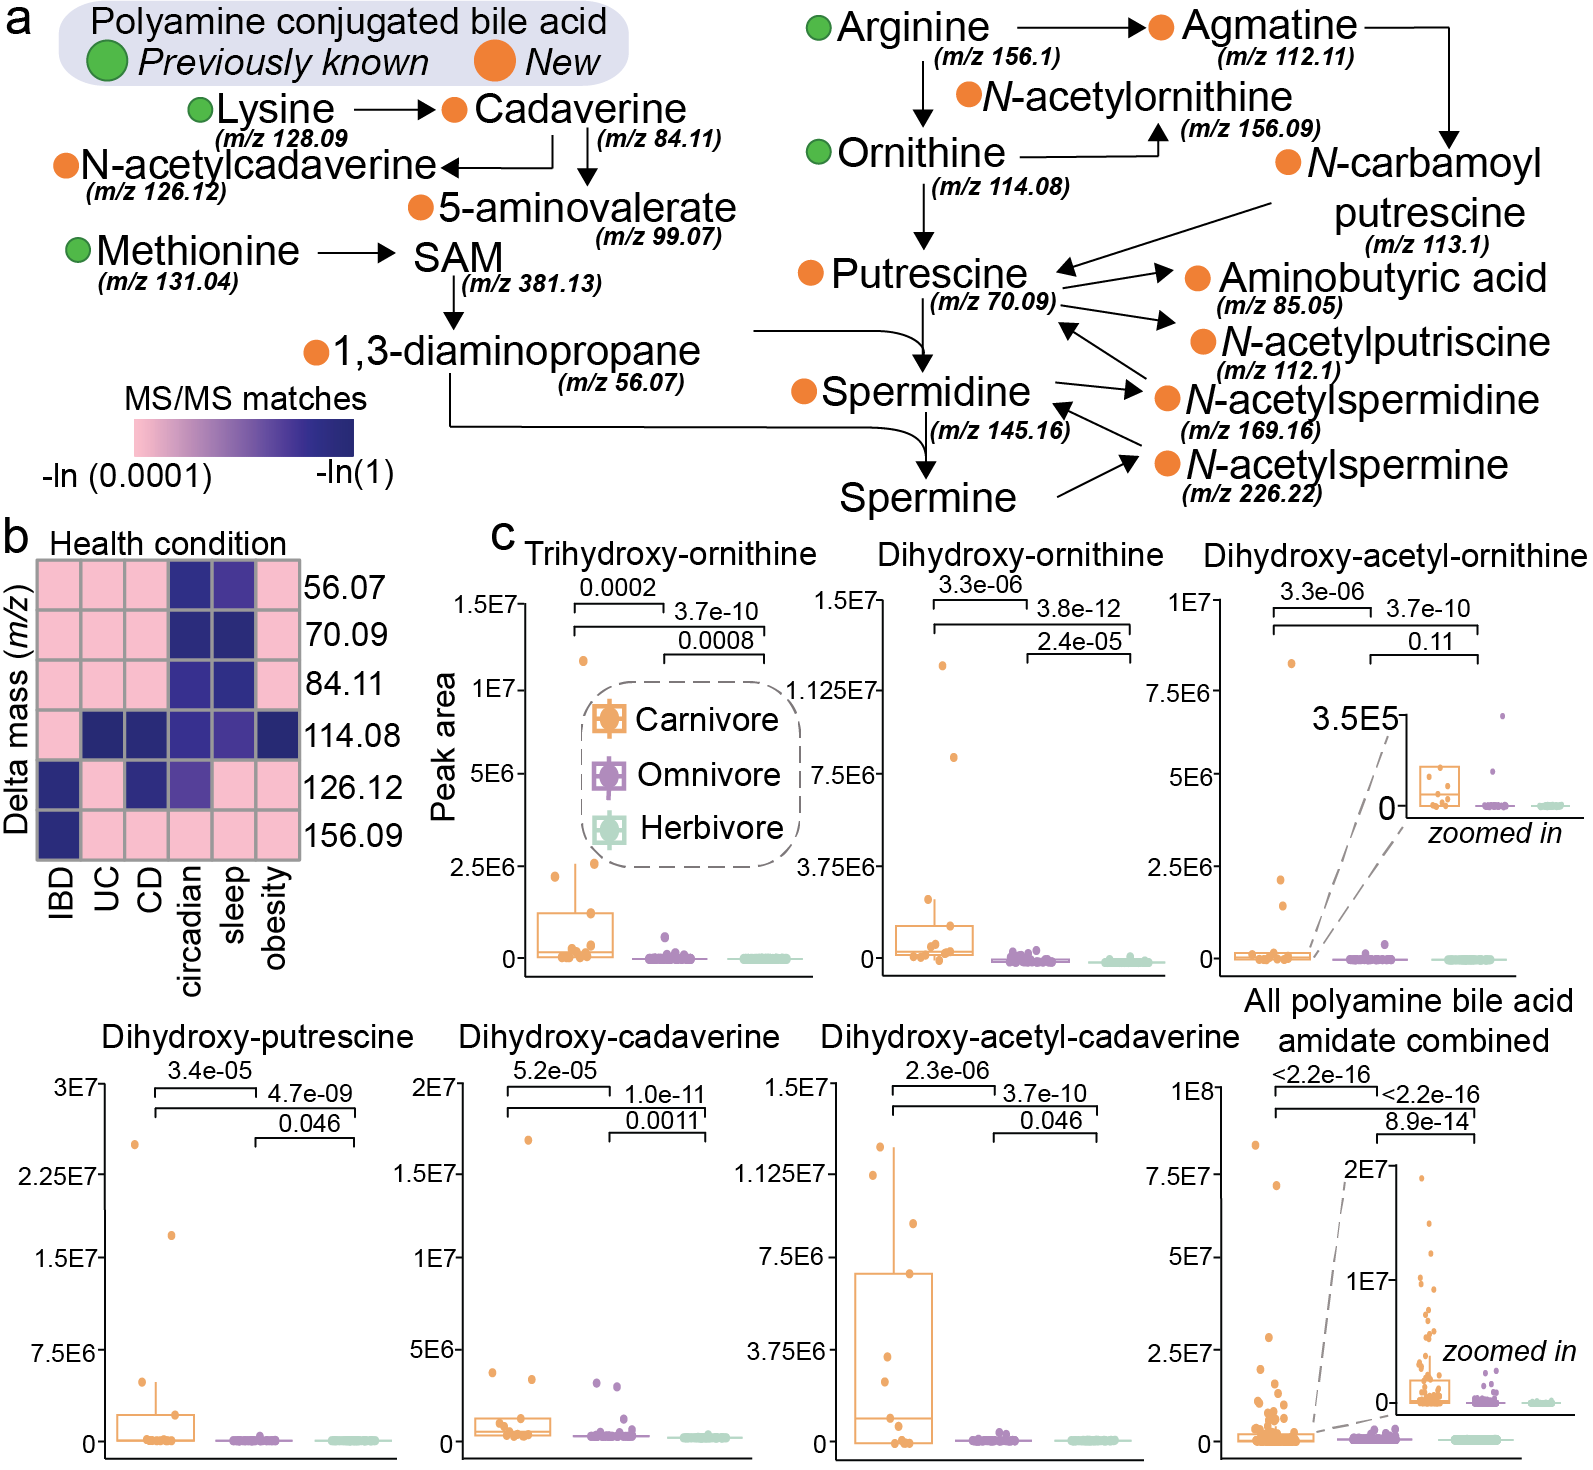 a
Polyamine conjugated bile acid
Previously known
New
Lysine
(m/z 128.09
Cadaverine
(m/z 84.11)
N-acetylcadaverine
(m/z 126.12)
5-aminovalerate
(m/z 99.07)
Methionine
(m/z 131.04)
SAM
(m/z 381.13)
1,3-diaminopropane
(m/z 56.07)
Arginine
(m/z 156.1)
Agmatine
(m/z 112.11)
N-acetylornithine
(m/z 156.09)
Ornithine
(m/z 114.08)
N-carbamoyl
putrescine
(m/z 113.1)
Putrescine
(m/z 70.09)
Aminobutyric acid
(m/z 85.05)
N-acetylputriscine
(m/z 112.1)
Spermidine
(m/z 145.16)
N-acetylspermidine
(m/z 169.16)
N-acetylspermine
(m/z 226.22)
Spermine
MS/MS matches
-ln (0.0001)
-ln(1)
b
Health condition
Delta mass (m/z)
56.07
70.09
84.11
114.08
126.12
156.09
IBD
UC
CD
circadian
sleep
obesity
c
Trihydroxy-ornithine
0.0002
3.7e-10
0.0008
Peak area
1.5E7
1E7
5E6
2.5E6
0
Carnivore
Omnivore
Herbivore
Dihydroxy-ornithine
3.3e-06
3.8e-12
2.4e-05
1.5E7
1.125E7
7.5E6
3.75E6
0
Dihydroxy-acetyl-ornithine
3.3e-06
3.7e-10
0.11
1E7
7.5E6
5E6
2.5E6
0
3.5E5
0
zoomed in
Dihydroxy-putrescine
3.4e-05
4.7e-09
0.046
3E7
2.25E7
1.5E7
7.5E6
0
Dihydroxy-cadaverine
5.2e-05
1.0e-11
0.0011
2E7
1.5E7
1E7
5E6
0
Dihydroxy-acetyl-cadaverine
2.3e-06
3.7e-10
0.046
1.5E7
1.125E7
7.5E6
3.75E6
0
All polyamine bile acid
amidate combined
<2.2e-16
<2.2e-16
8.9e-14
1E8
7.5E7
5E7
2.5E7
0
2E7
1E7
0
zoomed in